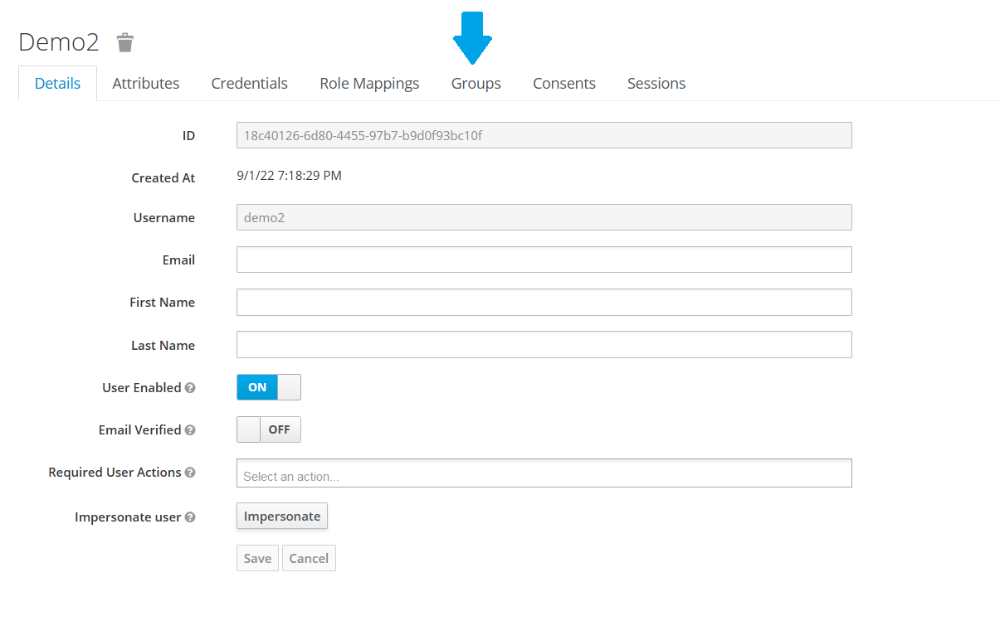 Demo2
Details Attributes Credentials Role Mappings Groups Consents Sessions
ID 18c40126-6d80-4455-97b7-b9d0f93bc10f
Created At 9/1/22 7:18:29 PM
Username demo2
Email
First Name
Last Name
User Enabled ? ON
Email Verified ? OFF
Required User Actions ? Select an action...
Impersonate user ? Impersonate
Save Cancel